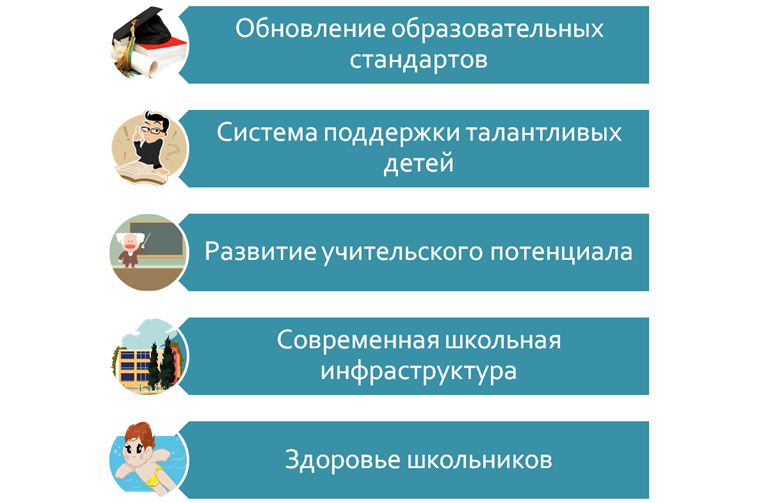 Обновление образовательных
стандартов
Система поддержки талантливых
детей
Развитие учительского потенциала
Современная школьная
инфраструктура
Здоровье школьников